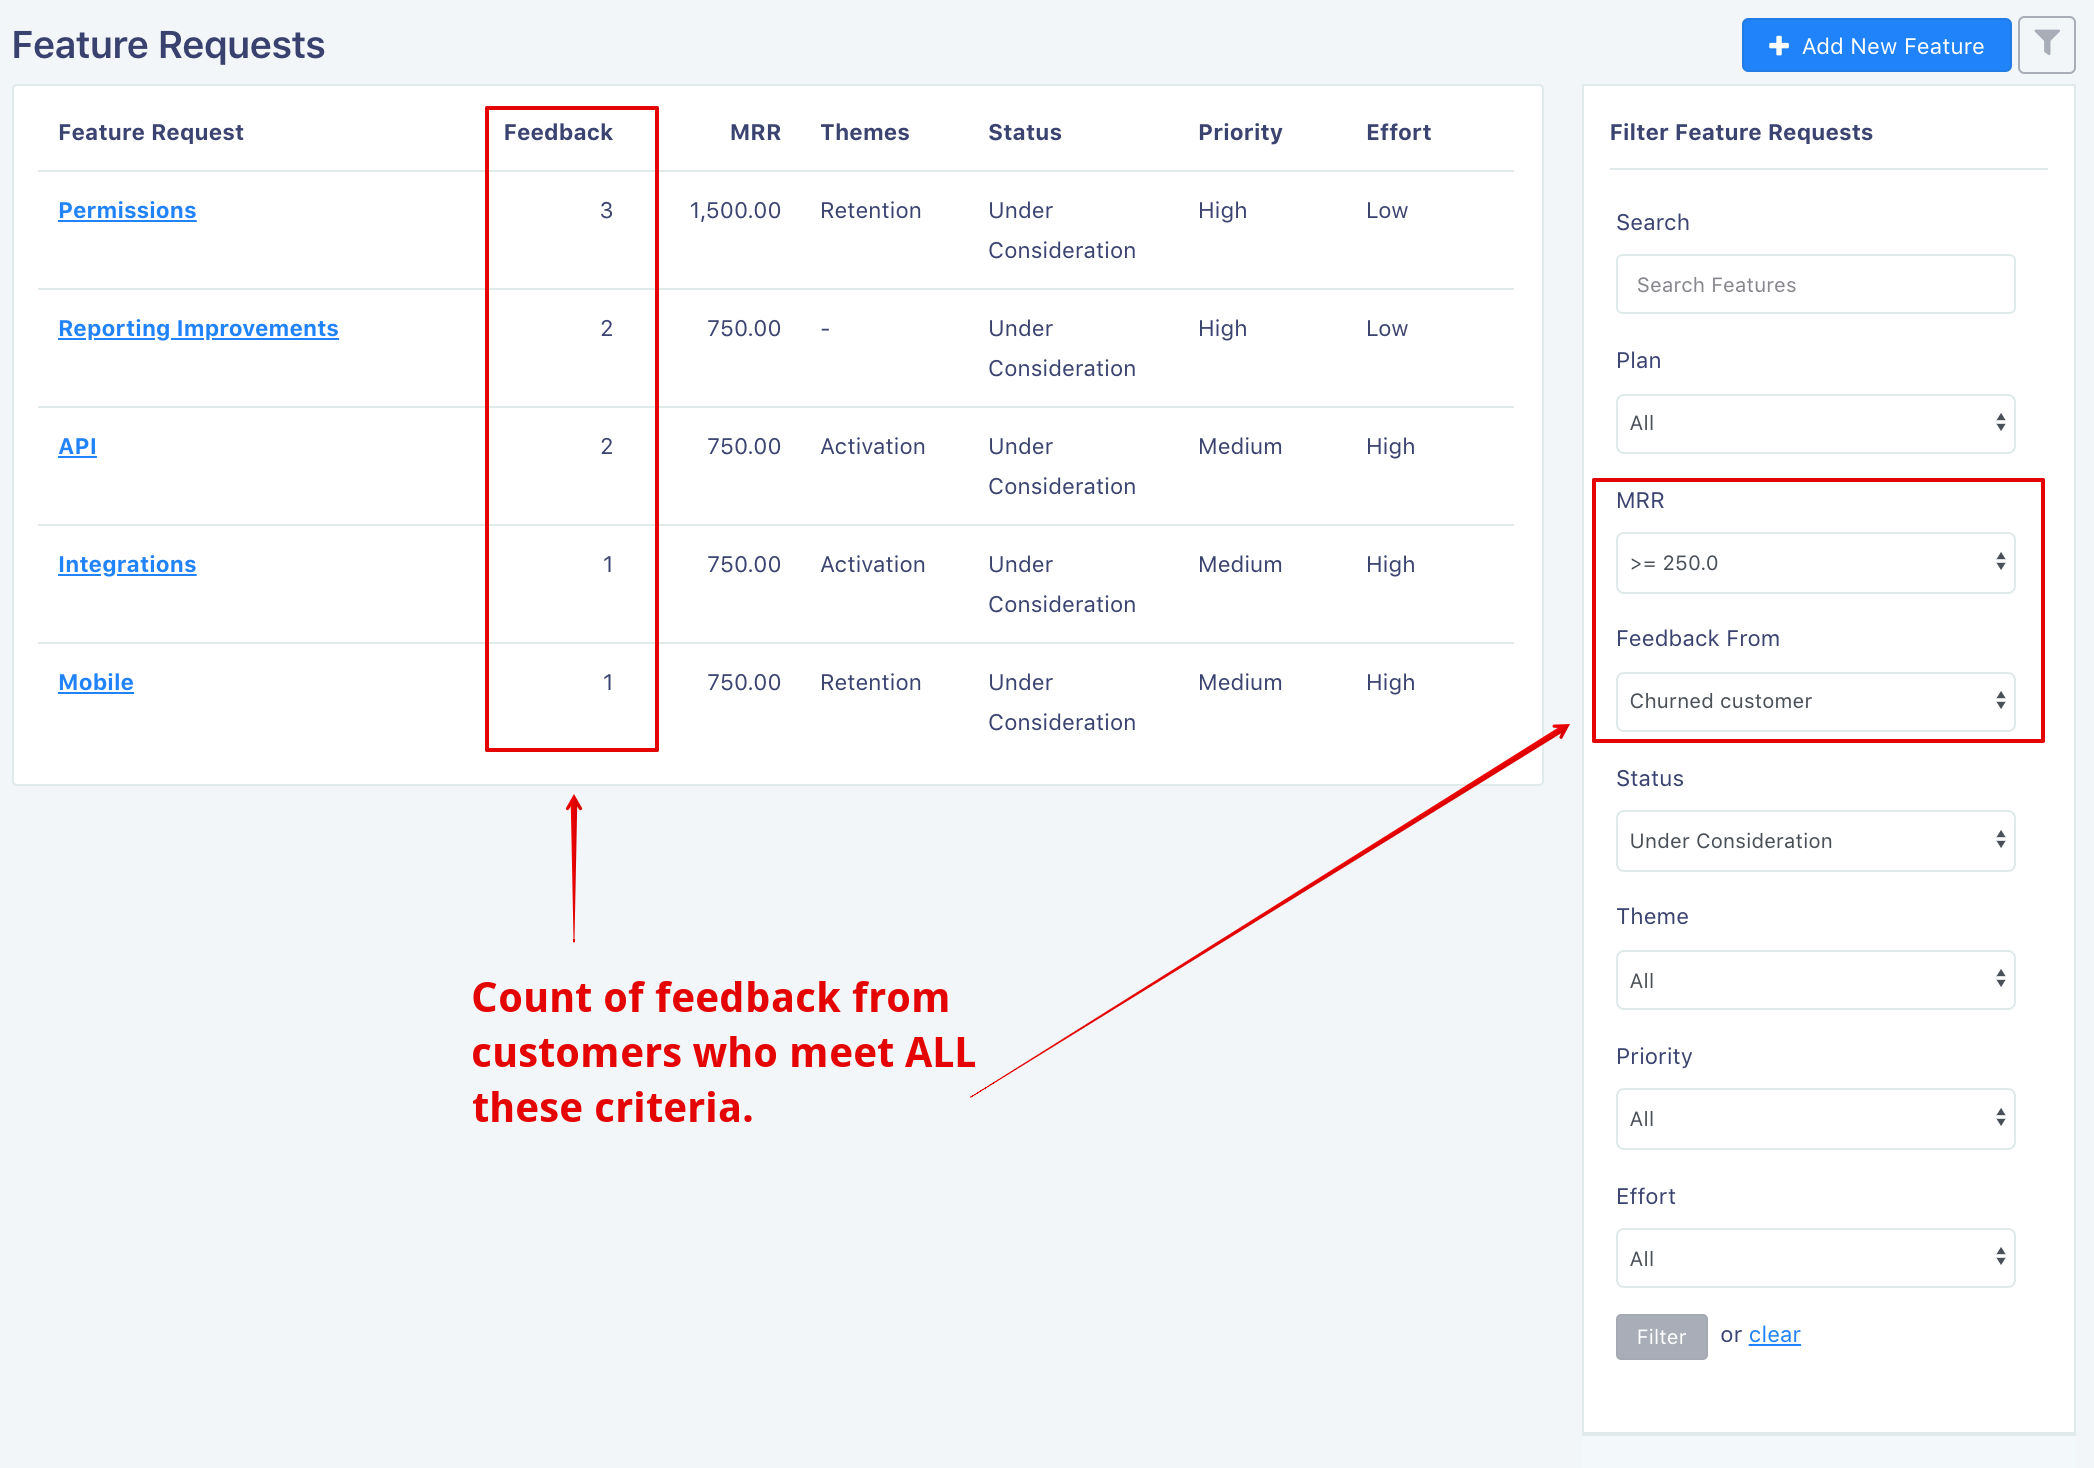 Feature Requests
Add New Feature
Feature Request Feedback MRR Themes Status Priority Effort
Permissions 3 1,500.00 Retention Under Consideration High Low
Reporting Improvements 2 750.00 - Under Consideration High Low
API 2 750.00 Activation Under Consideration Medium High
Integrations 1 750.00 Activation Under Consideration Medium High
Mobile 1 750.00 Retention Under Consideration Medium High
Count of feedback from
customers who meet ALL
these criteria.
Filter Feature Requests
Search
Search Features
Plan
All
MRR
>= 250.0
Feedback From
Churned customer
Status
Under Consideration
Theme
All
Priority
All
Effort
All
Filter or clear